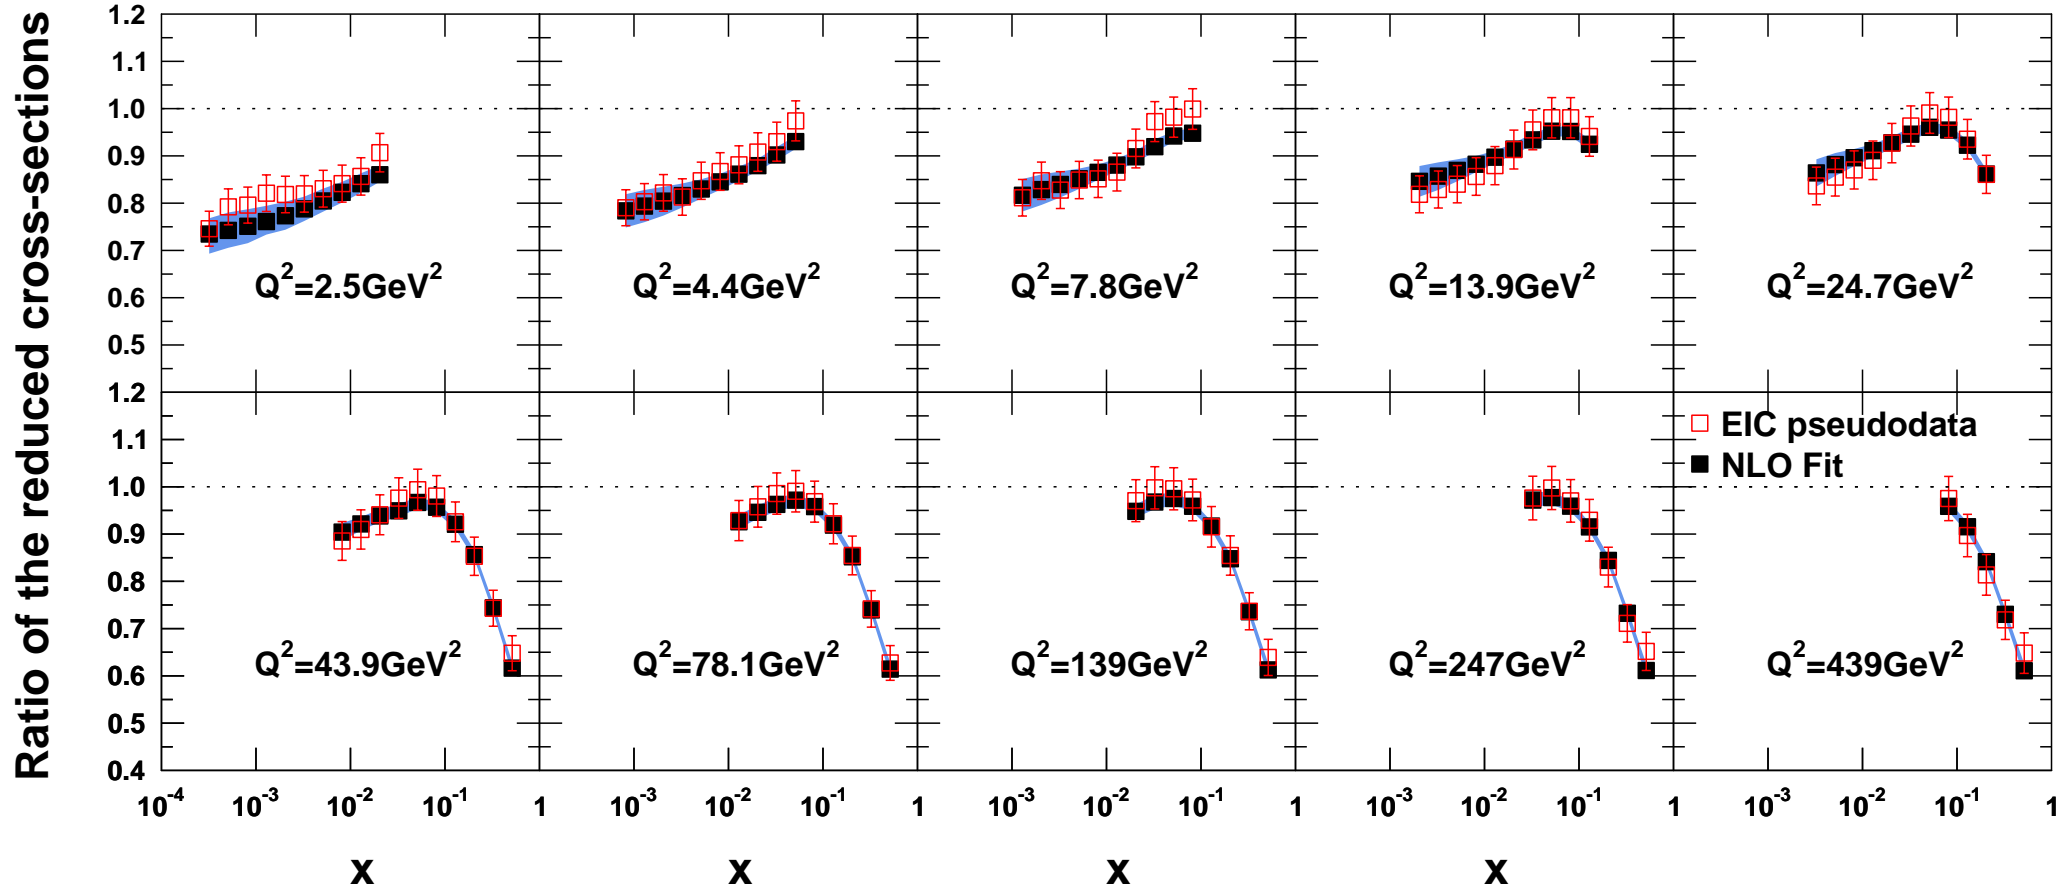 Ratio of the reduced cross-sections
1.2
1.1
1.0
0.9
0.8
0.7
0.6
0.5
Q²=2.5GeV²
Q²=4.4GeV²
Q²=7.8GeV²
Q²=13.9GeV²
Q²=24.7GeV²
1.2
1.1
1.0
0.9
0.8
0.7
0.6
0.5
0.4
EIC pseudodata
NLO Fit
Q²=43.9GeV²
Q²=78.1GeV²
Q²=139GeV²
Q²=247GeV²
Q²=439GeV²
10⁻⁴ 10⁻³ 10⁻² 10⁻¹ 1 10⁻³ 10⁻² 10⁻¹ 1 10⁻³ 10⁻² 10⁻¹ 1 10⁻³ 10⁻² 10⁻¹ 1 10⁻³ 10⁻² 10⁻¹ 1
x x x x